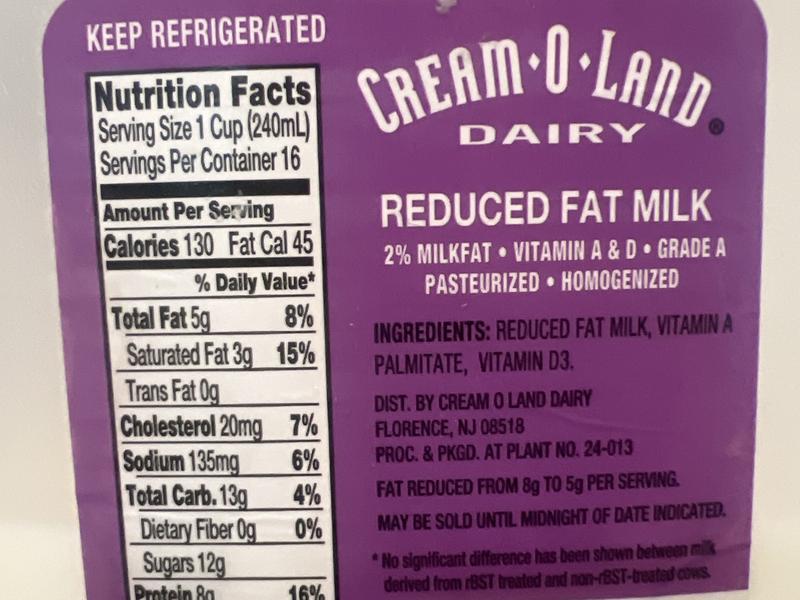 KEEP REFRIGERATED
Nutrition Facts
Serving Size 1 Cup (240mL)
Servings Per Container 16
Amount Per Serving
Calories 130 Fat Cal 45
% Daily Value*
Total Fat 5g 8%
Saturated Fat 3g 15%
Trans Fat 0g
Cholesterol 20mg 7%
Sodium 135mg 6%
Total Carb. 13g 4%
Dietary Fiber 0g 0%
Sugars 12g
Protein 8g 16%
CREAM•O•LAND®
DAIRY
REDUCED FAT MILK
2% MILKFAT • VITAMIN A & D • GRADE A
PASTEURIZED • HOMOGENIZED
INGREDIENTS: REDUCED FAT MILK, VITAMIN A
PALMITATE, VITAMIN D3.
DIST. BY CREAM O LAND DAIRY
FLORENCE, NJ 08518
PROC. & PKGD. AT PLANT NO. 24-013
FAT REDUCED FROM 8g TO 5g PER SERVING.
MAY BE SOLD UNTIL MIDNIGHT OF DATE INDICATED.
* No significant difference has been shown between milk
derived from rBST treated and non-rBST-treated cows.